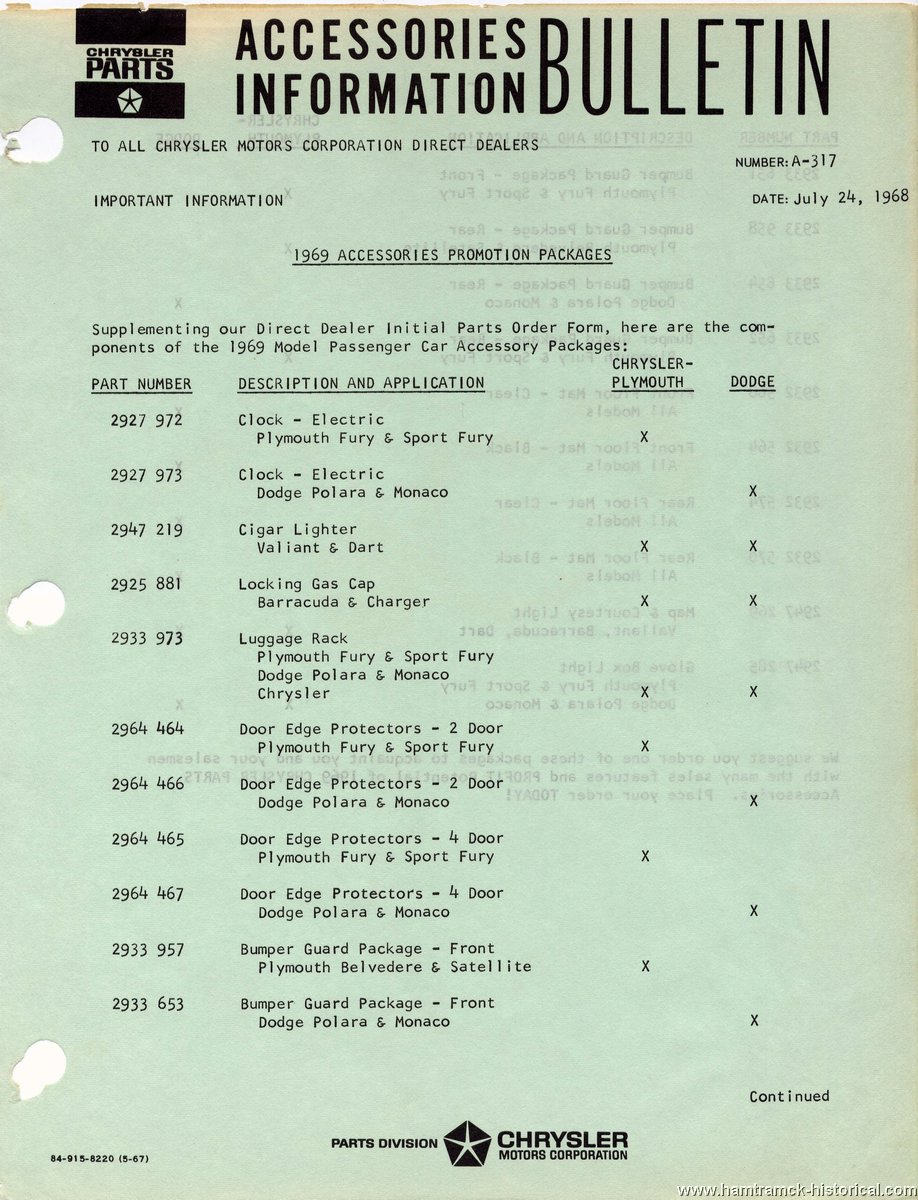 CHRYSLER
PARTS
ACCESSORIES
INFORMATION
BULLETIN
TO ALL CHRYSLER MOTORS CORPORATION DIRECT DEALERS
NUMBER: A-317
IMPORTANT INFORMATION
DATE: July 24, 1968
1969 ACCESSORIES PROMOTION PACKAGES
Supplementing our Direct Dealer Initial Parts Order Form, here are the com-
ponents of the 1969 Model Passenger Car Accessory Packages:
CHRYSLER-
PART NUMBER DESCRIPTION AND APPLICATION PLYMOUTH DODGE
2927 972 Clock - Electric
Plymouth Fury & Sport Fury X
2927 973 Clock - Electric
Dodge Polara & Monaco X
2947 219 Cigar Lighter
Valiant & Dart X X
2925 881 Locking Gas Cap
Barracuda & Charger X X
2933 973 Luggage Rack
Plymouth Fury & Sport Fury
Dodge Polara & Monaco
Chrysler X X
2964 464 Door Edge Protectors - 2 Door
Plymouth Fury & Sport Fury X
2964 466 Door Edge Protectors - 2 Door
Dodge Polara & Monaco X
2964 465 Door Edge Protectors - 4 Door
Plymouth Fury & Sport Fury X
2964 467 Door Edge Protectors - 4 Door
Dodge Polara & Monaco X
2933 957 Bumper Guard Package - Front
Plymouth Belvedere & Satellite X
2933 653 Bumper Guard Package - Front
Dodge Polara & Monaco X
Continued
PARTS DIVISION CHRYSLER
MOTORS CORPORATION
84-915-8220 (5-67)
www.hamtramck-historical.com